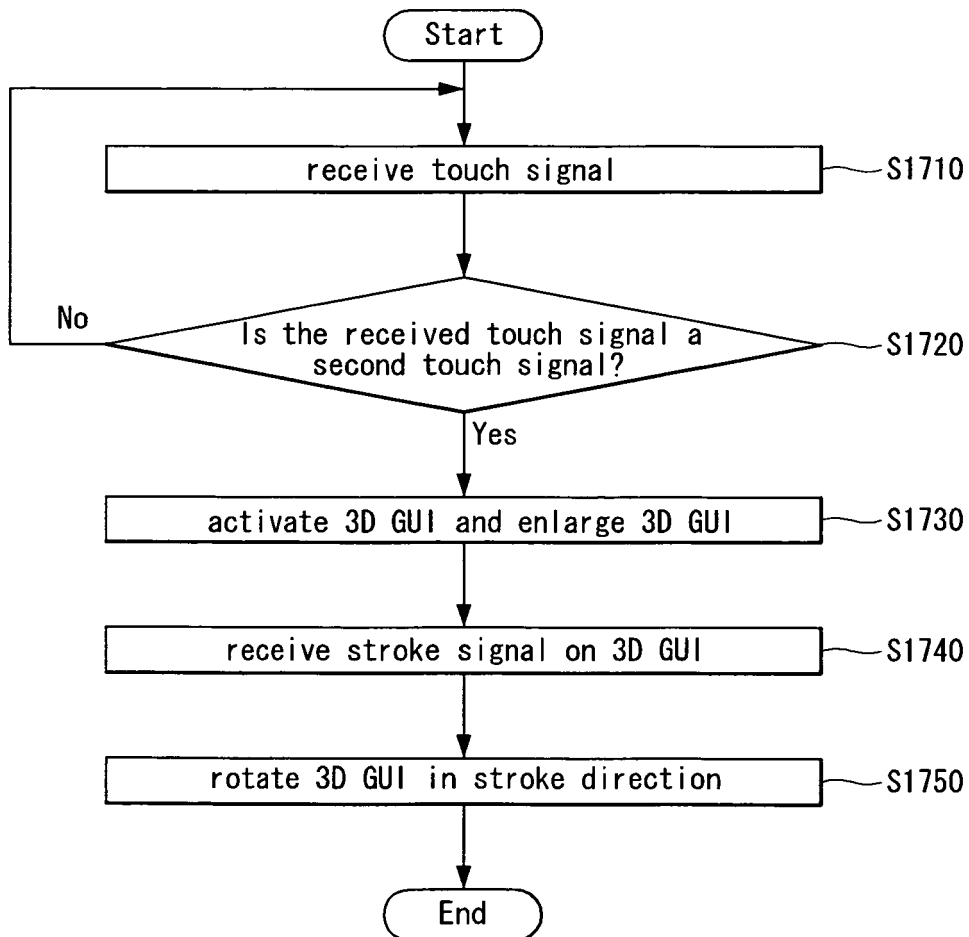 Start
receive touch signal
S1710
No
Is the received touch signal a
second touch signal?
S1720
Yes
activate 3D GUI and enlarge 3D GUI
S1730
receive stroke signal on 3D GUI
S1740
rotate 3D GUI in stroke direction
S1750
End